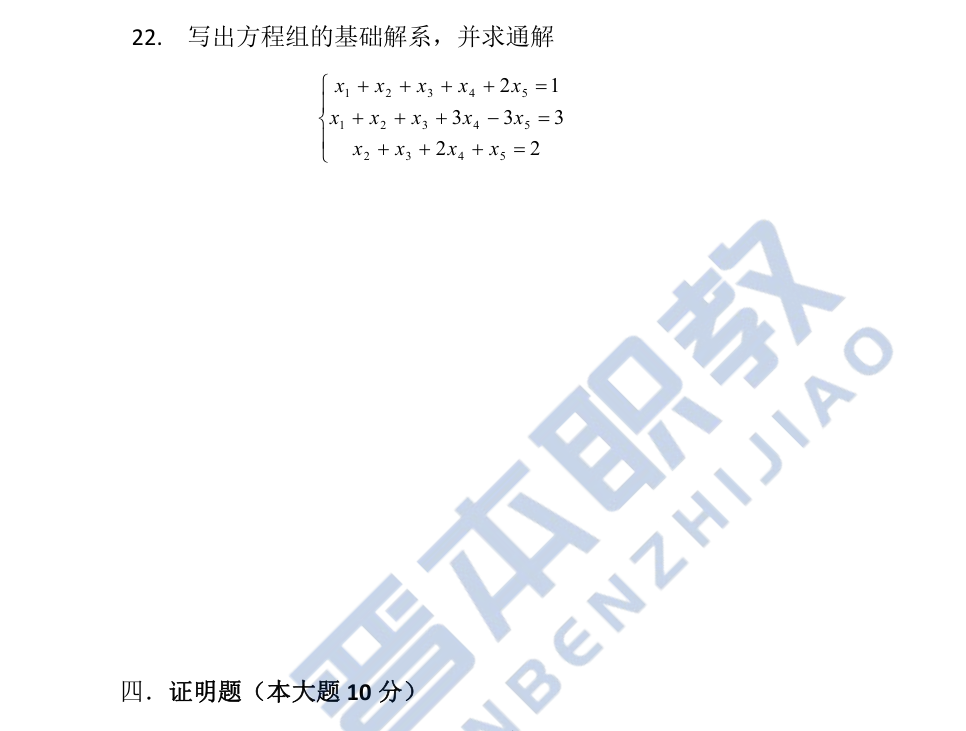 22. 写出方程组的基础解系，并求通解
x₁ + x₂ + x₃ + x₄ + 2x₅ = 1
x₁ + x₂ + x₃ + 3x₄ − 3x₅ = 3
x₂ + x₃ + 2x₄ + x₅ = 2
晋本职教
NBENZHIJIAO
四．证明题（本大题 10 分）